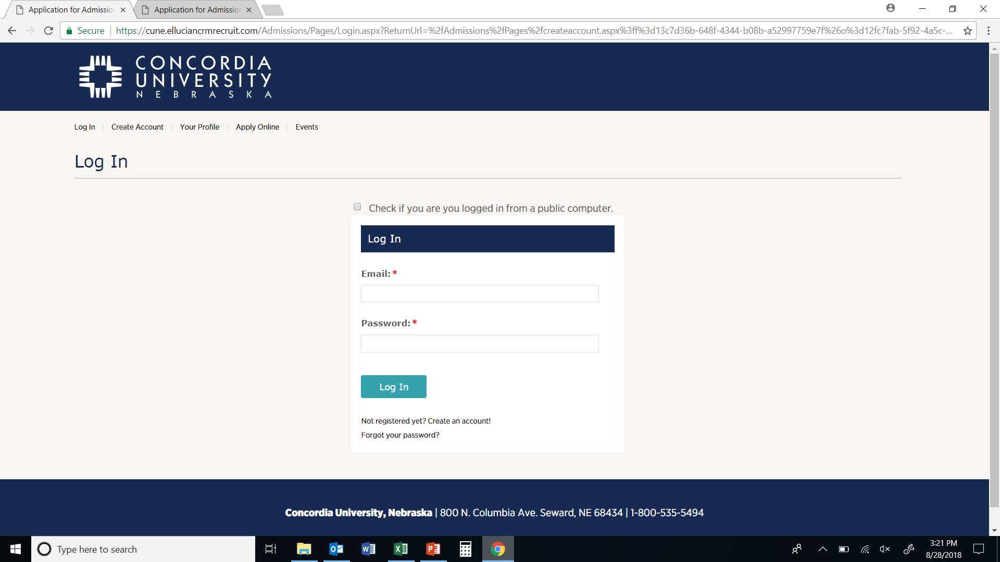 Application for Admissio
Application for Admissio
Secure
https://cune.elluciancrmrecruit.com/Admissions/Pages/Login.aspx?ReturnUrl=%2fAdmissions%2fPages%2fcreateaccount.aspx%3ff%3d13c7d36b-648f-4344-b08b-a52997759e7f%26o%3d12fc7fab-5f92-4a5c-...
CONCORDIA
UNIVERSITY
NEBRASKA
Log In
Create Account
Your Profile
Apply Online
Events
Log In
Check if you are you logged in from a public computer.
Log In
Email: *
Password: *
Log In
Not registered yet? Create an account!
Forgot your password?
Concordia University, Nebraska | 800 N. Columbia Ave. Seward, NE 68434 | 1-800-535-5494
Type here to search
3:21 PM
8/28/2018